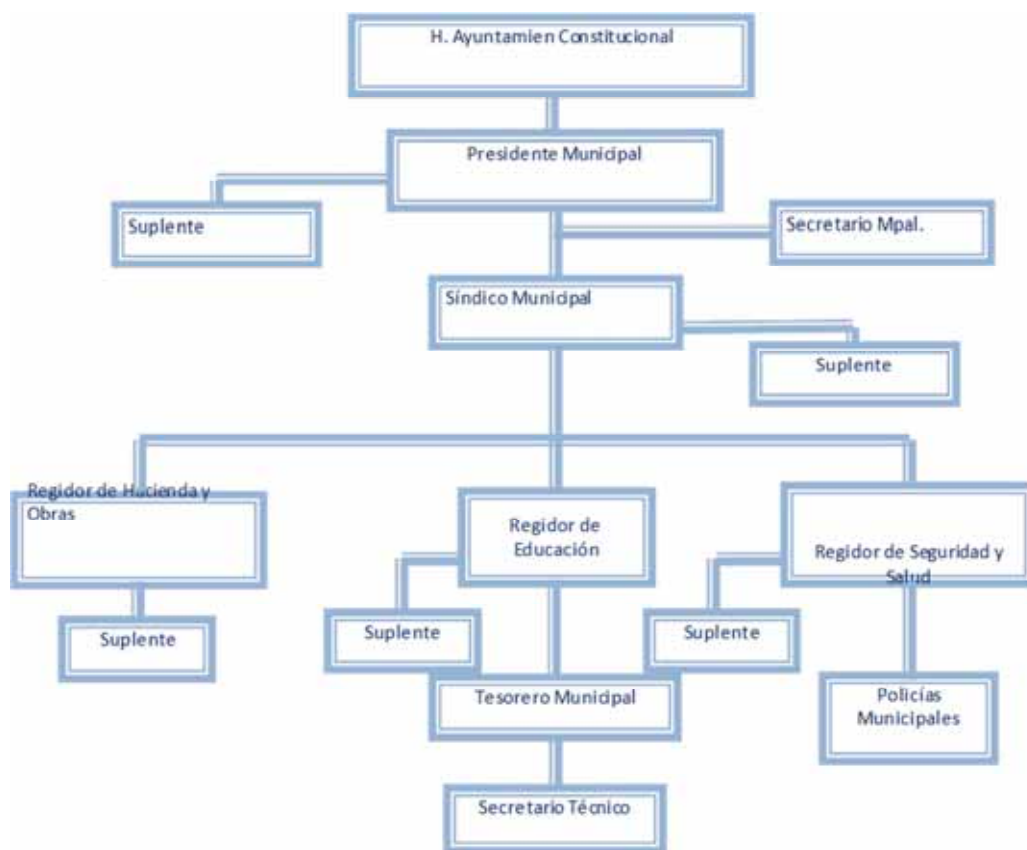 H. Ayuntamien Constitucional
Presidente Municipal
Suplente
Secretario Mpal.
Síndico Municipal
Suplente
Regidor de Hacienda y
Obras
Regidor de
Educación
Regidor de Seguridad y
Salud
Suplente
Suplente
Suplente
Tesorero Municipal
Policías
Municipales
Secretario Técnico